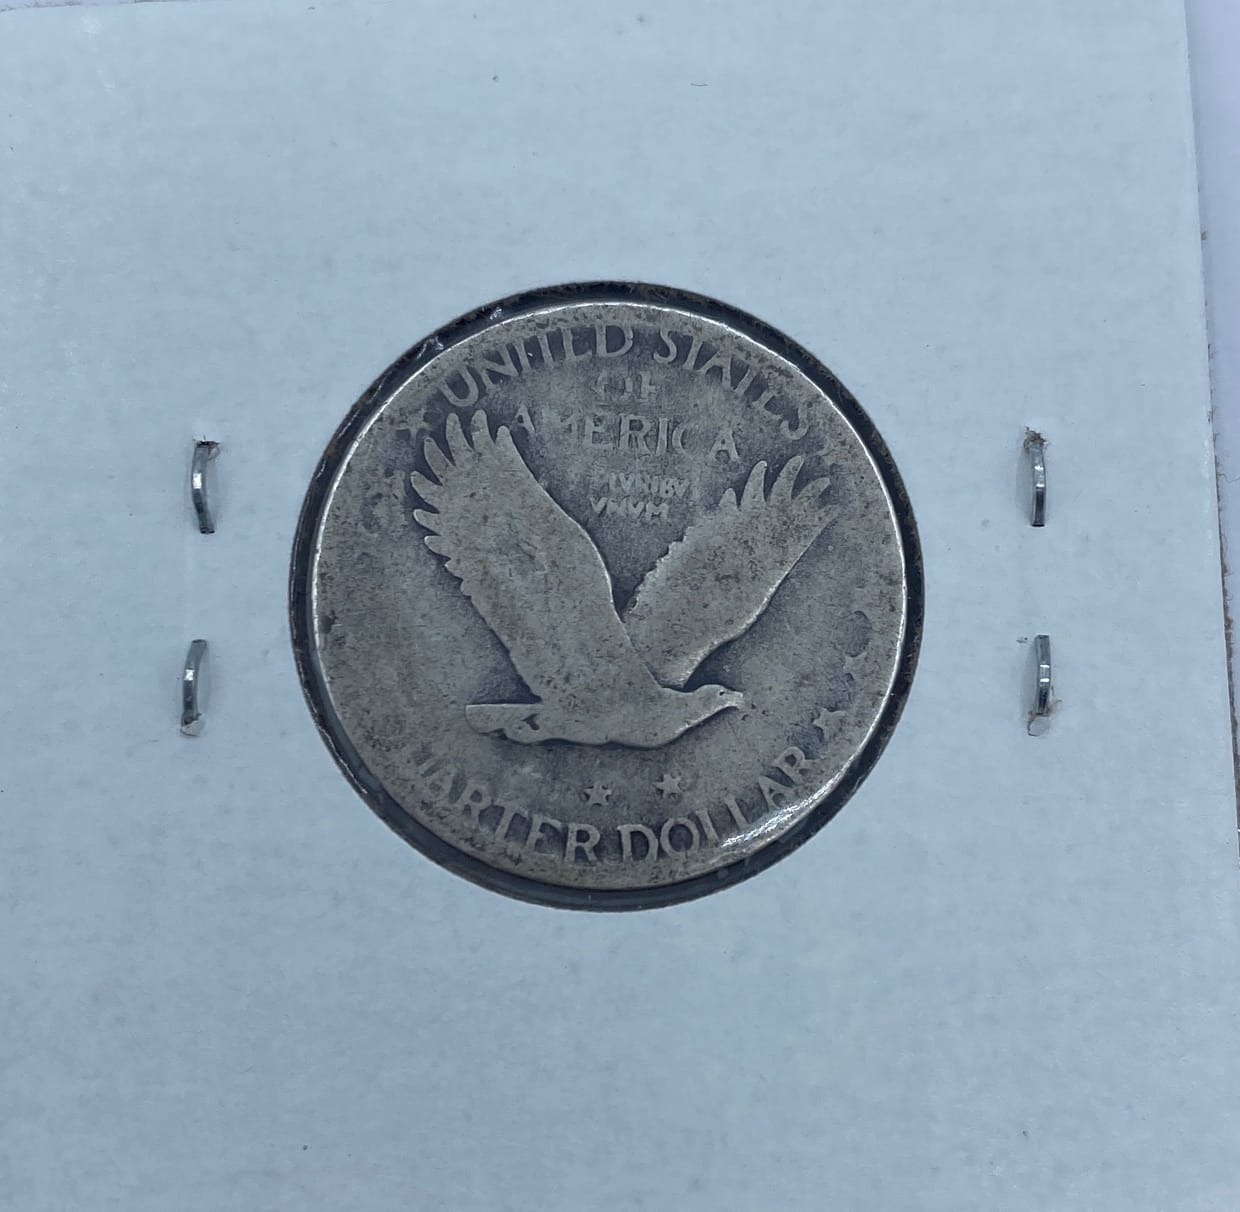 UNITED STATES
OF
AMERICA
PLURIBUS
UNUM
QUARTER DOLLAR